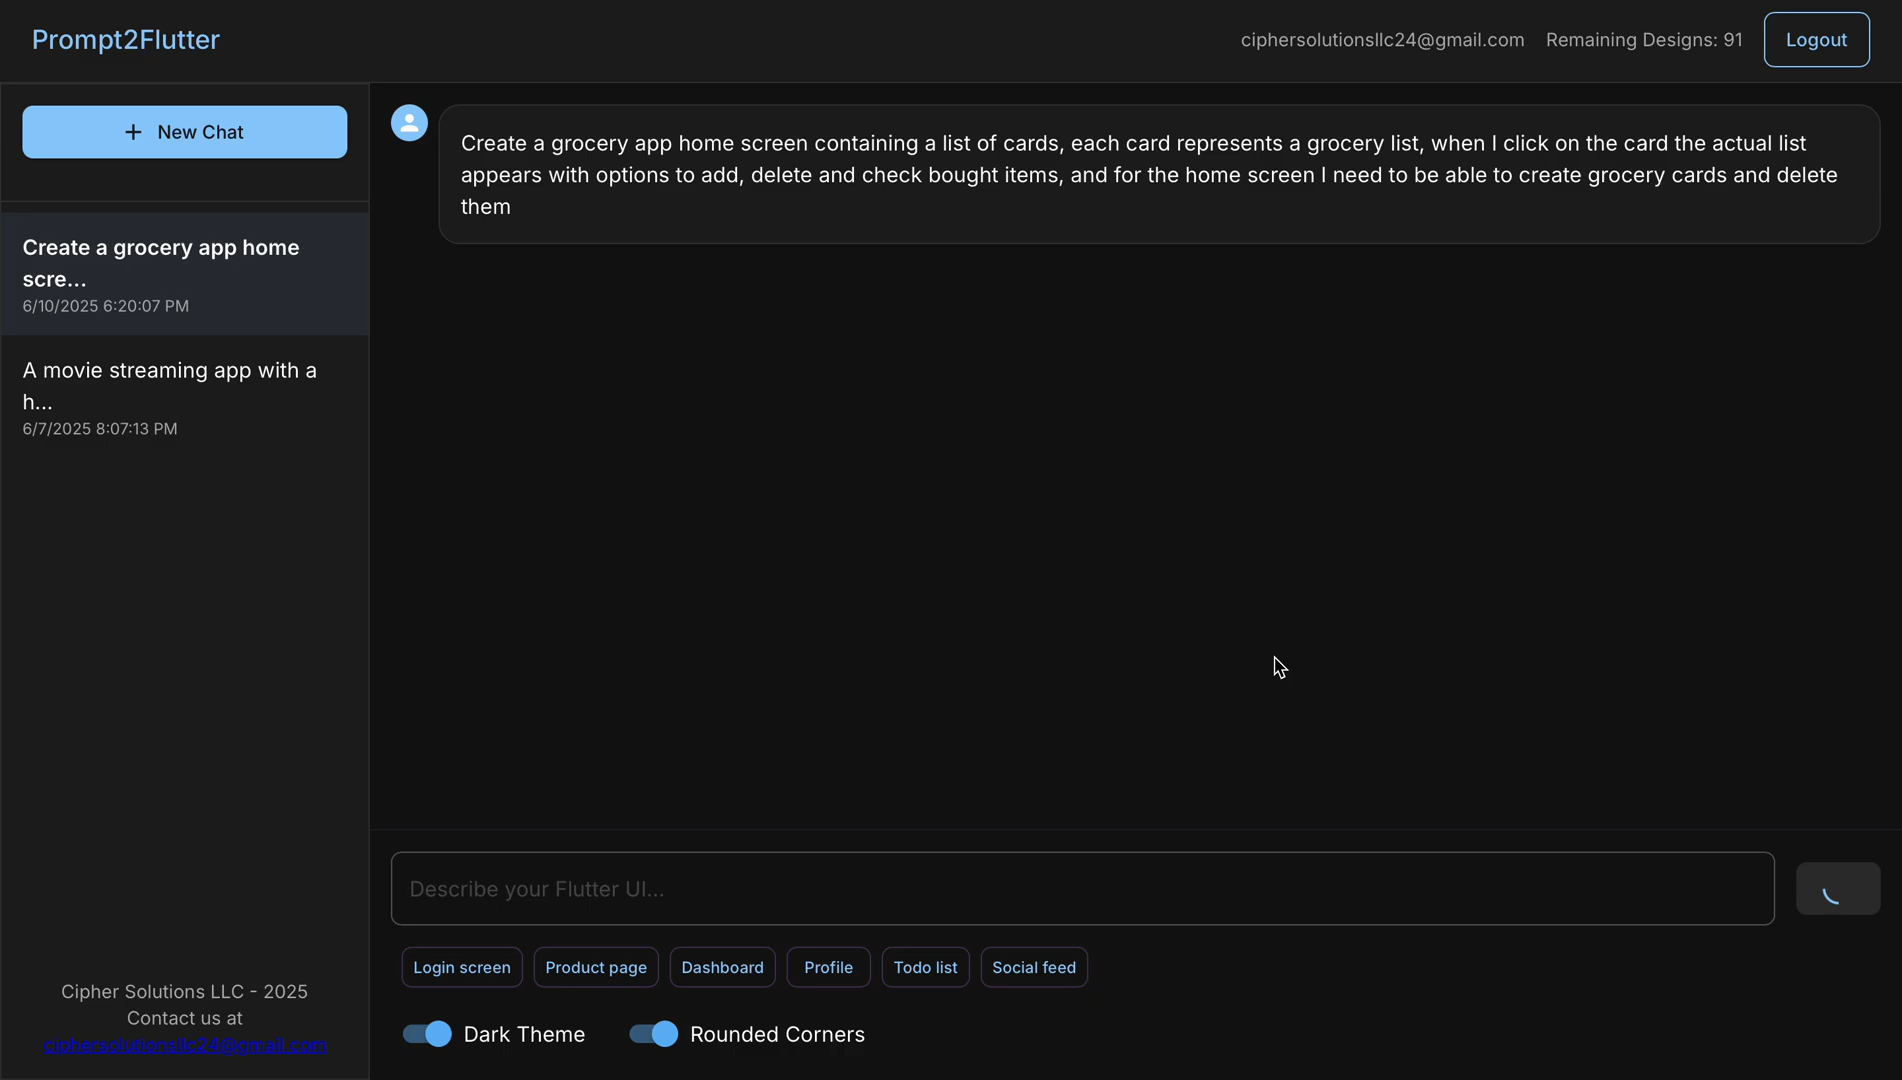 Prompt2Flutter
ciphersolutionsllc24@gmail.com
Remaining Designs: 91
Logout
New Chat
Create a grocery app home
scre...
6/10/2025 6:20:07 PM
A movie streaming app with a
h...
6/7/2025 8:07:13 PM
Cipher Solutions LLC - 2025
Contact us at
ciphersolutionsllc24@gmail.com
Create a grocery app home screen containing a list of cards, each card represents a grocery list, when I click on the card the actual list
appears with options to add, delete and check bought items, and for the home screen I need to be able to create grocery cards and delete
them
Describe your Flutter UI...
Login screen
Product page
Dashboard
Profile
Todo list
Social feed
Dark Theme
Rounded Corners